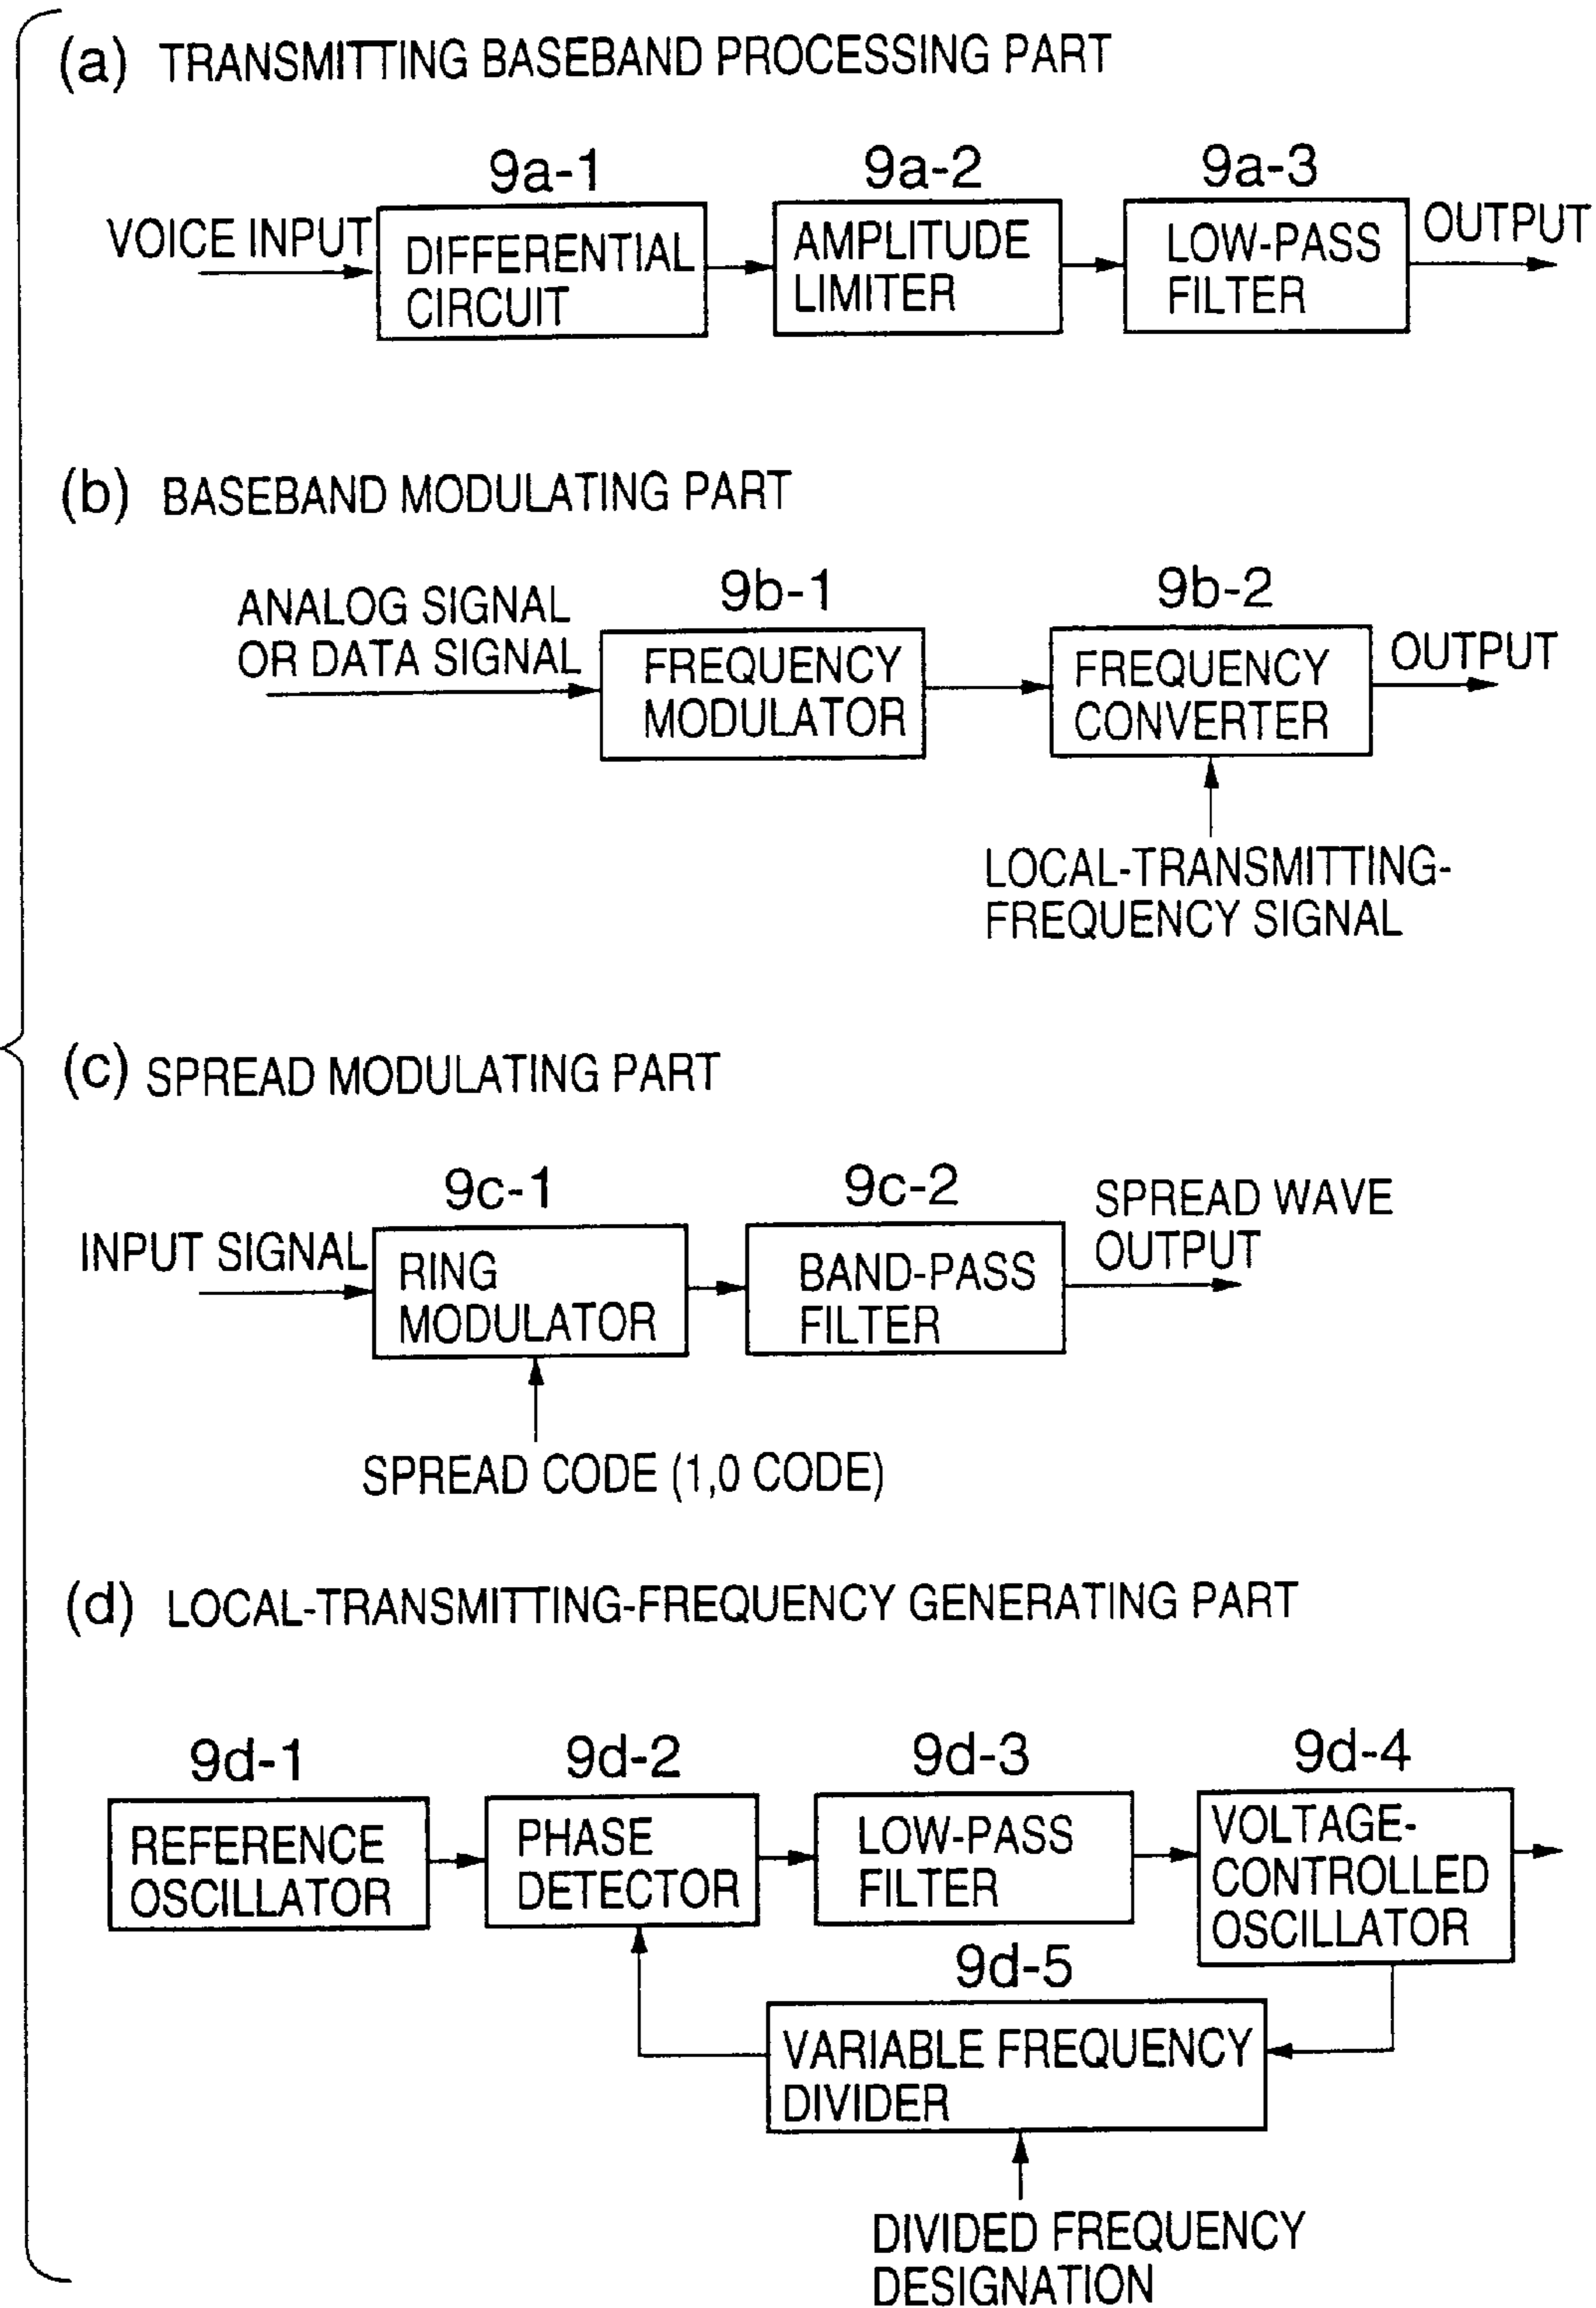 (a) TRANSMITTING BASEBAND PROCESSING PART
9a-1
9a-2
9a-3
VOICE INPUT
DIFFERENTIAL
CIRCUIT
AMPLITUDE
LIMITER
LOW-PASS
FILTER
OUTPUT
(b) BASEBAND MODULATING PART
ANALOG SIGNAL
OR DATA SIGNAL
9b-1
9b-2
FREQUENCY
MODULATOR
FREQUENCY
CONVERTER
OUTPUT
LOCAL-TRANSMITTING-
FREQUENCY SIGNAL
(c) SPREAD MODULATING PART
9c-1
9c-2
INPUT SIGNAL
RING
MODULATOR
BAND-PASS
FILTER
SPREAD WAVE
OUTPUT
SPREAD CODE (1,0 CODE)
(d) LOCAL-TRANSMITTING-FREQUENCY GENERATING PART
9d-1
9d-2
9d-3
9d-4
REFERENCE
OSCILLATOR
PHASE
DETECTOR
LOW-PASS
FILTER
VOLTAGE-
CONTROLLED
OSCILLATOR
9d-5
VARIABLE FREQUENCY
DIVIDER
DIVIDED FREQUENCY
DESIGNATION